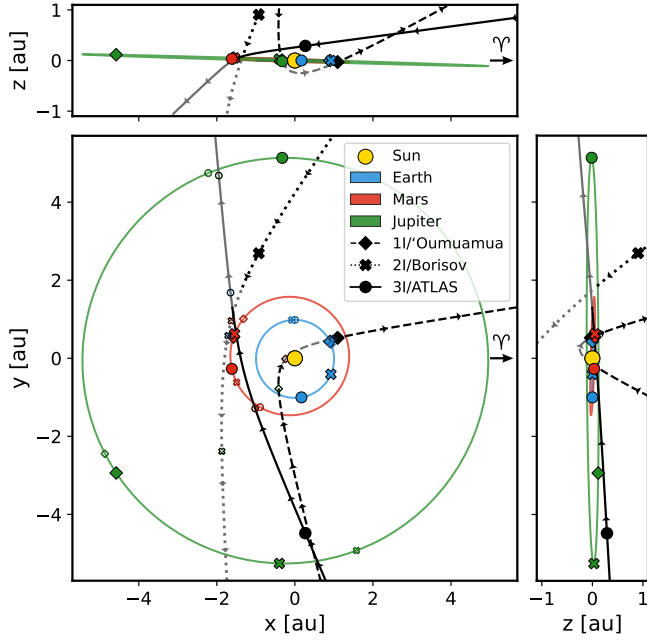 1
0
−1
z [au]
♈
4
2
0
−2
−4
y [au]
Sun
Earth
Mars
Jupiter
1I/‘Oumuamua
2I/Borisov
3I/ATLAS
♈
−4
−2
0
2
4
x [au]
−1
0
1
z [au]